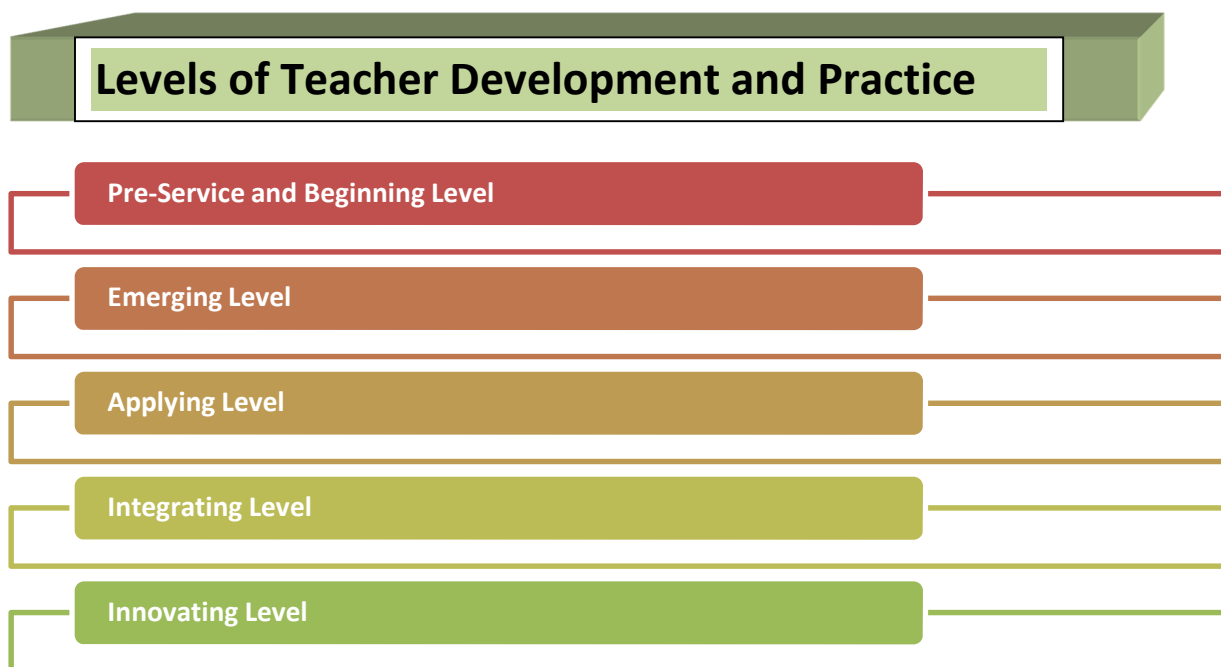 Levels of Teacher Development and Practice
Pre-Service and Beginning Level
Emerging Level
Applying Level
Integrating Level
Innovating Level